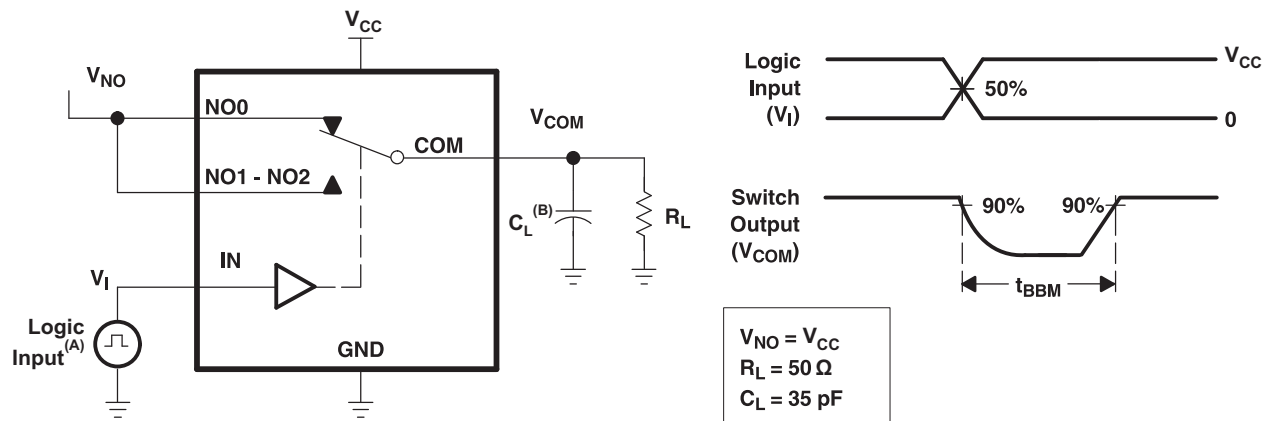 V_CC
V_NO
NO0
COM
V_COM
NO1 - NO2
C_L (B)
R_L
V_I
IN
Logic
Input(A)
GND
Logic
Input
(V_I)
V_CC
50%
0
Switch
Output
(V_COM)
90%
90%
t_BBM
V_NO = V_CC
R_L = 50 Ω
C_L = 35 pF